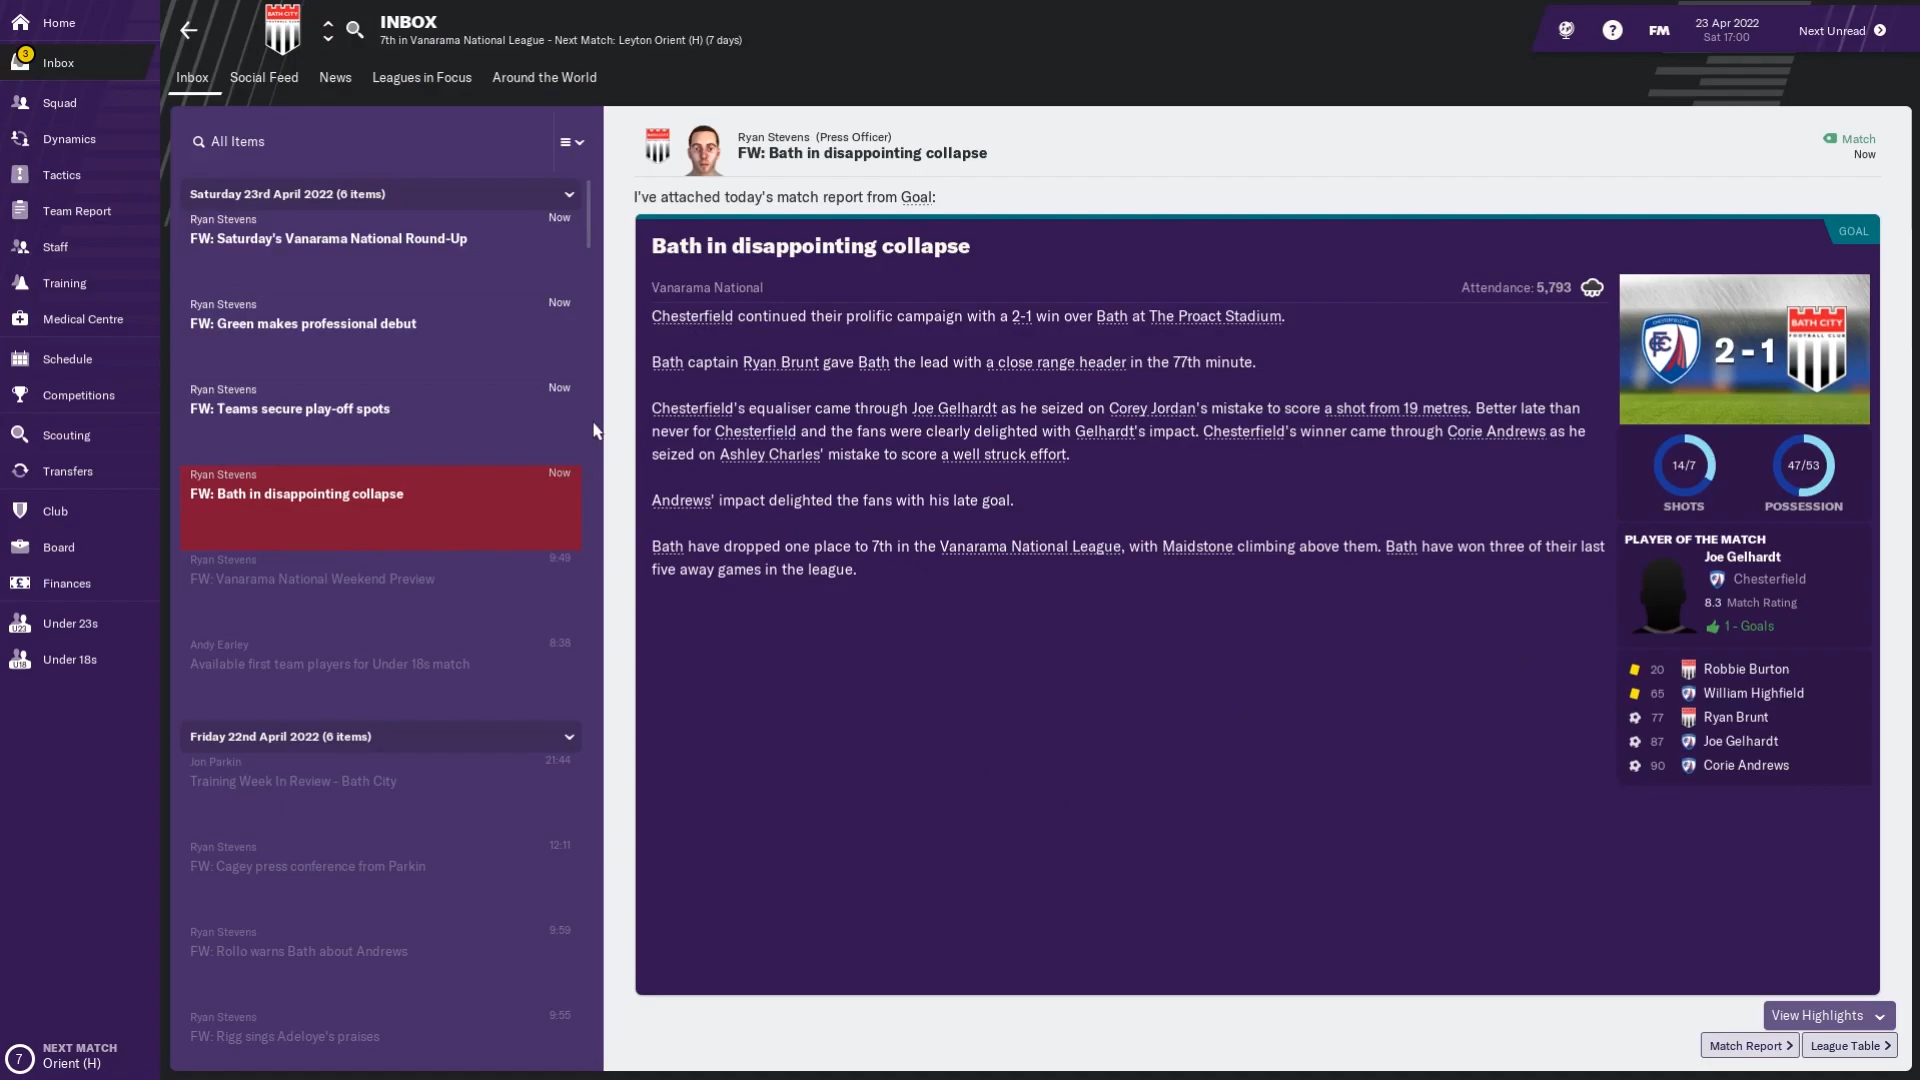 Home
3
Inbox
Squad
Dynamics
Tactics
Team Report
Staff
Training
Medical Centre
Schedule
Competitions
Scouting
Transfers
Club
Board
Finances
U23
Under 23s
U18
Under 18s
7
NEXT MATCH
Orient (H)
BATH CITY
INBOX
7th in Vanarama National League - Next Match: Leyton Orient (H) (7 days)
? FM
23 Apr 2022
Sat 17:00
Next Unread
Inbox Social Feed News Leagues in Focus Around the World
All Items
Saturday 23rd April 2022 (6 items)
Ryan Stevens Now
FW: Saturday's Vanarama National Round-Up
Ryan Stevens Now
FW: Green makes professional debut
Ryan Stevens Now
FW: Teams secure play-off spots
Ryan Stevens Now
FW: Bath in disappointing collapse
Ryan Stevens 9:49
FW: Vanarama National Weekend Preview
Andy Earley 8:38
Available first team players for Under 18s match
Friday 22nd April 2022 (6 items)
Jon Parkin 21:44
Training Week In Review - Bath City
Ryan Stevens 12:11
FW: Cagey press conference from Parkin
Ryan Stevens 9:59
FW: Rollo warns Bath about Andrews
Ryan Stevens 9:55
FW: Rigg sings Adeloye's praises
Ryan Stevens (Press Officer)
FW: Bath in disappointing collapse
Match
Now
I've attached today's match report from Goal:
GOAL
Bath in disappointing collapse
Vanarama National Attendance: 5,793
Chesterfield continued their prolific campaign with a 2-1 win over Bath at The Proact Stadium.
Bath captain Ryan Brunt gave Bath the lead with a close range header in the 77th minute.
Chesterfield's equaliser came through Joe Gelhardt as he seized on Corey Jordan's mistake to score a shot from 19 metres. Better late than
never for Chesterfield and the fans were clearly delighted with Gelhardt's impact. Chesterfield's winner came through Corie Andrews as he
seized on Ashley Charles' mistake to score a well struck effort.
Andrews' impact delighted the fans with his late goal.
Bath have dropped one place to 7th in the Vanarama National League, with Maidstone climbing above them. Bath have won three of their last
five away games in the league.
2 - 1
BATH CITY
FOOTBALL CLUB
14/7
SHOTS
47/53
POSSESSION
PLAYER OF THE MATCH
Joe Gelhardt
Chesterfield
8.3 Match Rating
1 - Goals
20 Robbie Burton
65 William Highfield
77 Ryan Brunt
87 Joe Gelhardt
90 Corie Andrews
View Highlights
Match Report
League Table